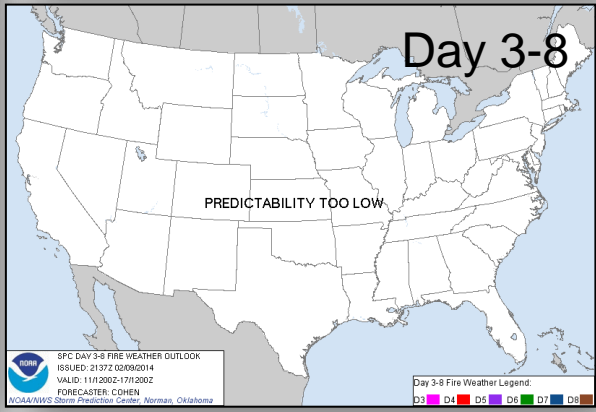 Day 3-8
PREDICTABILITY TOO LOW
NOAA
SPC DAY 3-8 FIRE WEATHER OUTLOOK
ISSUED: 2137Z 02/09/2014
VALID: 11/1200Z-17/1200Z
FORECASTER: COHEN
NOAA/NWS Storm Prediction Center, Norman, Oklahoma
Day 3-8 Fire Weather Legend:
D3 D4 D5 D6 D7 D8